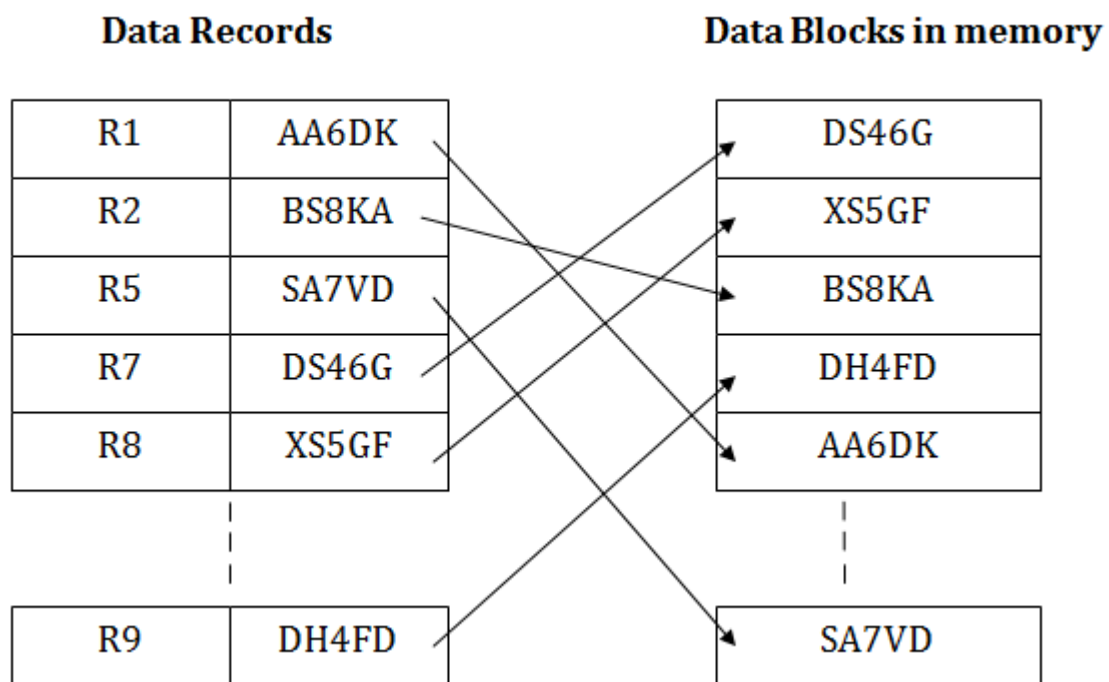 Data Records Data Blocks in memory
R1 AA6DK DS46G
R2 BS8KA XS5GF
R5 SA7VD BS8KA
R7 DS46G DH4FD
R8 XS5GF AA6DK
R9 DH4FD SA7VD